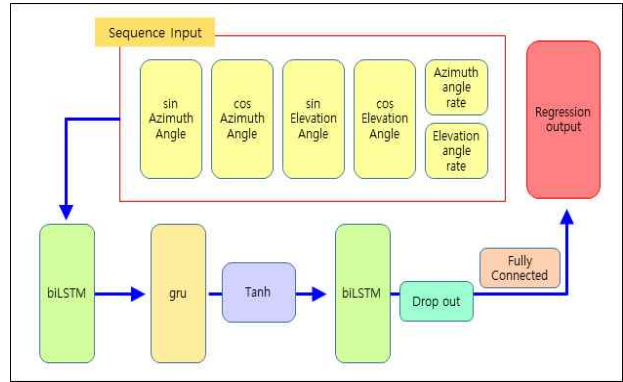 Sequence Input
sin
Azimuth
Angle
cos
Azimuth
Angle
sin
Elevation
Angle
cos
Elevation
Angle
Azimuth
angle
rate
Elevation
angle
rate
Regression
output
biLSTM
gru
Tanh
biLSTM
Drop out
Fully
Connected